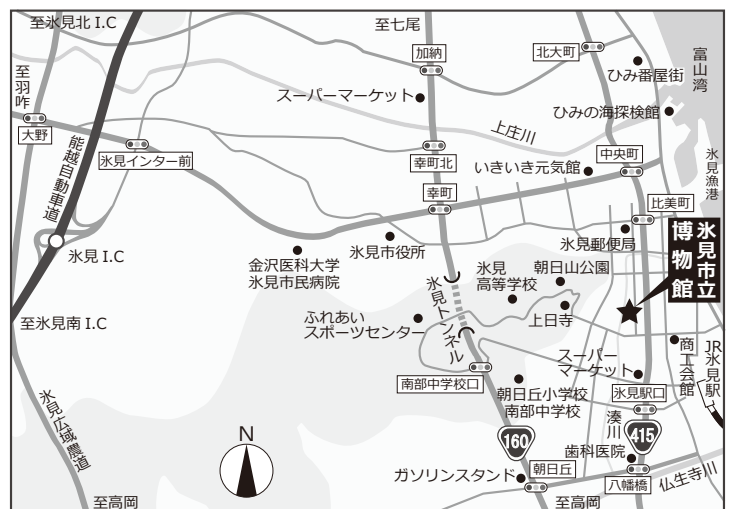 至氷見北 I.C
至七尾
加納
北大町
ひみ番屋街
富山湾
至羽咋
スーパーマーケット
ひみの海探検館
大野
氷見インター前
能越自動車道
上庄川
幸町北
中央町
いきいき元気館
氷見漁港
幸町
比美町
氷見郵便局
氷見市立
博物館
氷見 I.C
金沢医科大学
氷見市民病院
氷見市役所
氷見トンネル
氷見
高等学校
朝日山公園
上日寺
至氷見南 I.C
ふれあい
スポーツセンター
商工会館
JR氷見駅
スーパー
マーケット
南部中学校口
朝日丘小学校
南部中学校
氷見駅口
氷見広域農道
湊川
N
160
415
歯科医院
ガソリンスタンド
朝日丘
八幡橋
仏生寺川
至高岡
至高岡